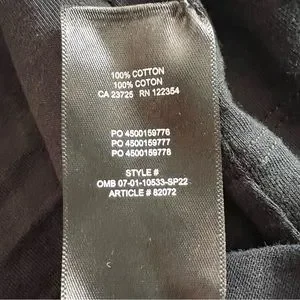 100% COTTON
100% COTON
CA 23725 RN 122354
PO 4500159776
PO 4500159777
PO 4500159778
STYLE #
OMB 07-01-10533-SP22
ARTICLE # 82072